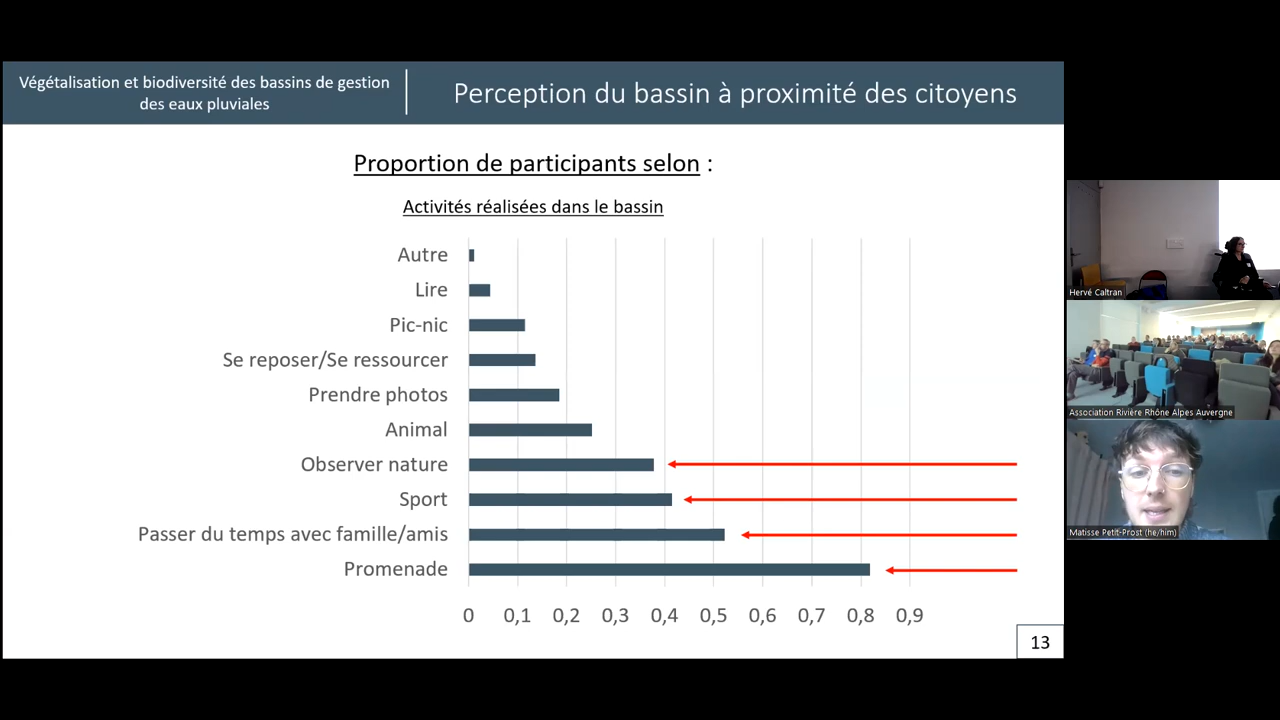 Végétalisation et biodiversité des bassins de gestion
des eaux pluviales
Perception du bassin à proximité des citoyens
Proportion de participants selon :
Activités réalisées dans le bassin
Autre
Lire
Pic-nic
Se reposer/Se ressourcer
Prendre photos
Animal
Observer nature
Sport
Passer du temps avec famille/amis
Promenade
0 0,1 0,2 0,3 0,4 0,5 0,6 0,7 0,8 0,9
13
Hervé Caltran
Association Rivière Rhône Alpes Auvergne
Matisse Petit-Prost (he/him)